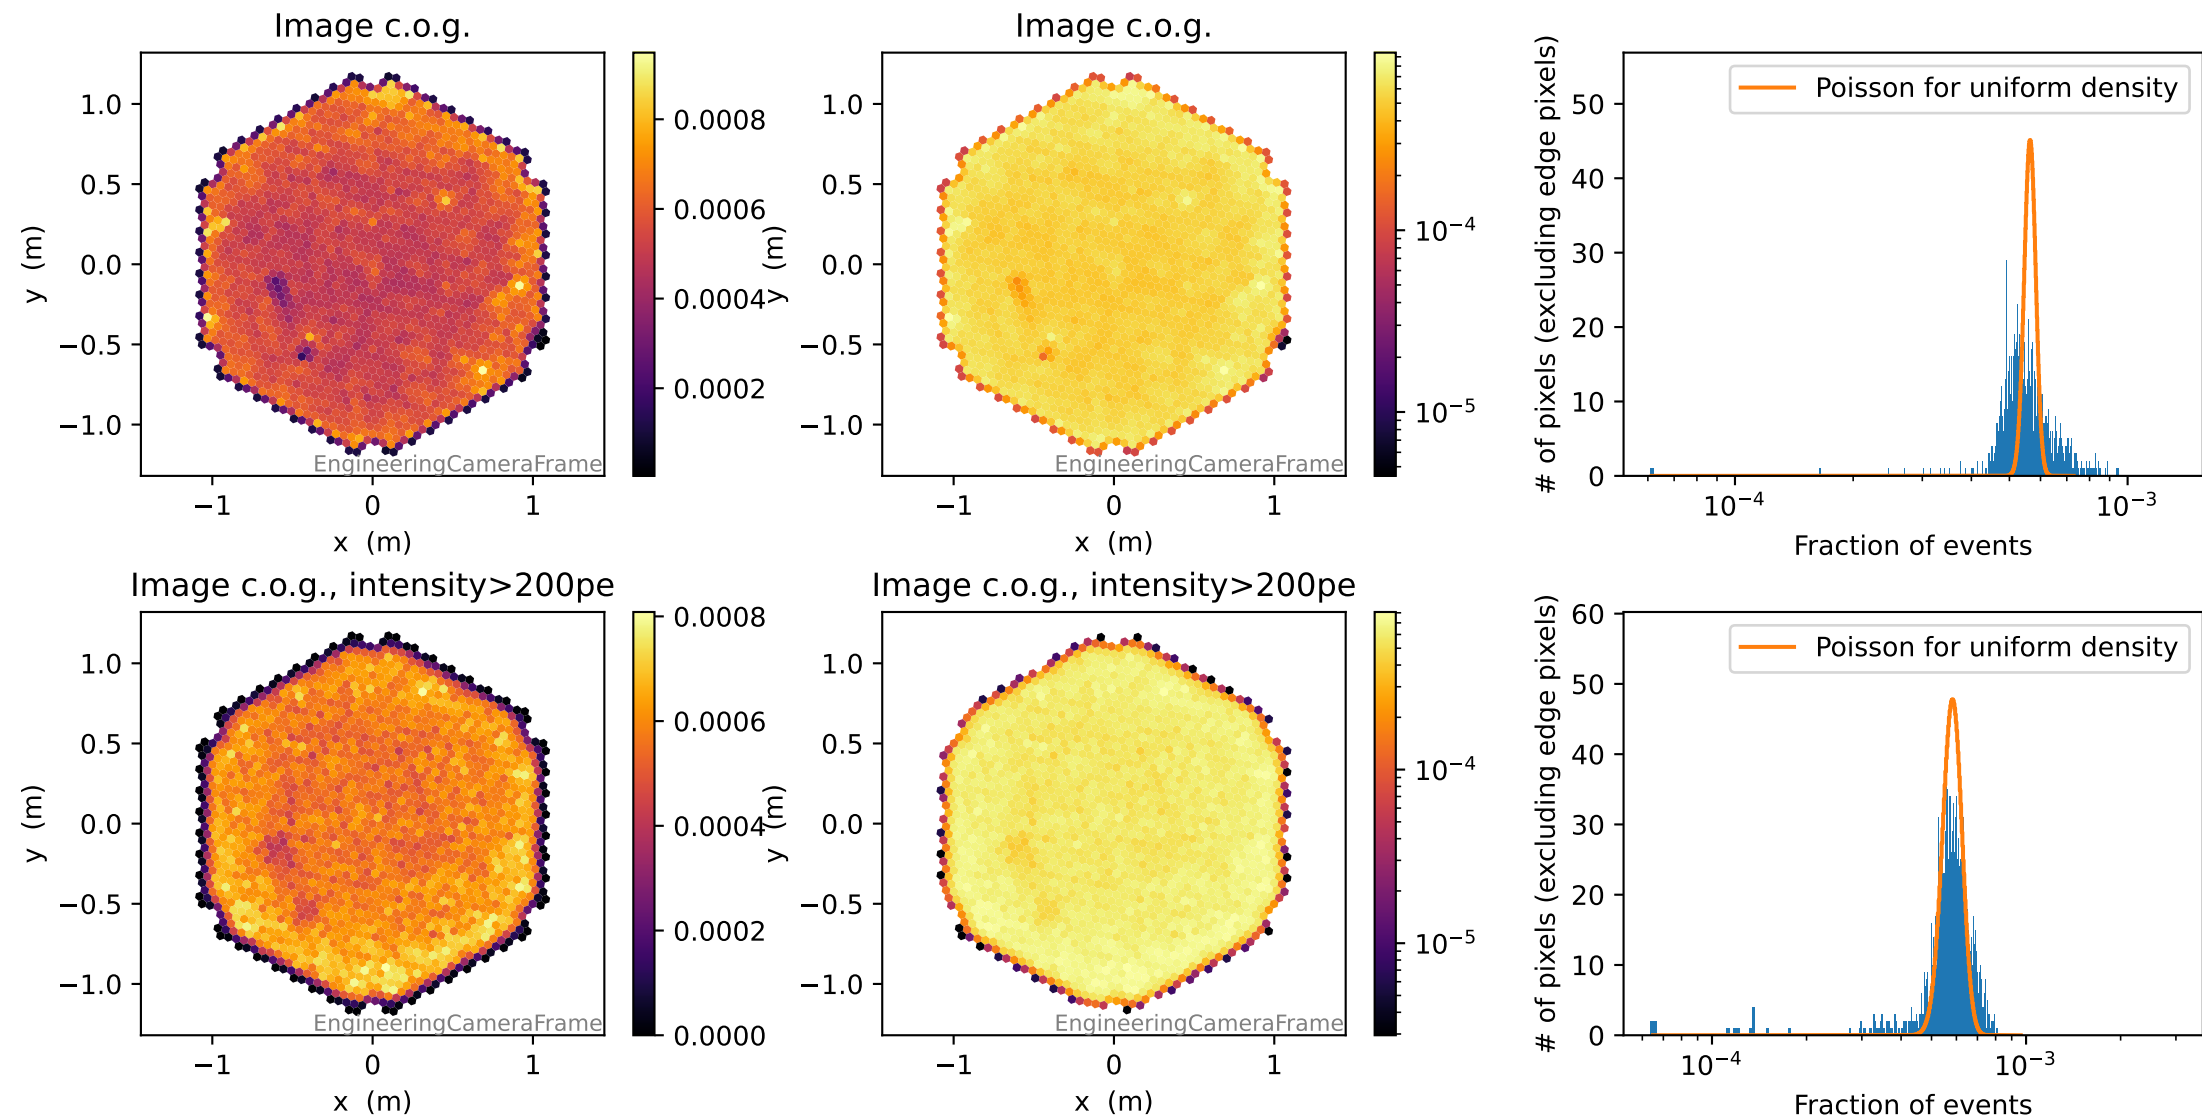 Image c.o.g.
y (m)
1.0
0.5
0.0
−0.5
−1.0
−1
0
1
x (m)
EngineeringCameraFrame
0.0008
0.0006
0.0004
0.0002
Image c.o.g.
y (m)
1.0
0.5
0.0
−0.5
−1.0
−1
0
1
x (m)
EngineeringCameraFrame
10⁻⁴
10⁻⁵
# of pixels (excluding edge pixels)
50
40
30
20
10
0
Poisson for uniform density
10⁻⁴
10⁻³
Fraction of events
Image c.o.g., intensity>200pe
y (m)
1.0
0.5
0.0
−0.5
−1.0
−1
0
1
x (m)
EngineeringCameraFrame
0.0008
0.0006
0.0004
0.0002
0.0000
Image c.o.g., intensity>200pe
y (m)
1.0
0.5
0.0
−0.5
−1.0
−1
0
1
x (m)
EngineeringCameraFrame
10⁻⁴
10⁻⁵
# of pixels (excluding edge pixels)
60
50
40
30
20
10
0
Poisson for uniform density
10⁻⁴
10⁻³
Fraction of events